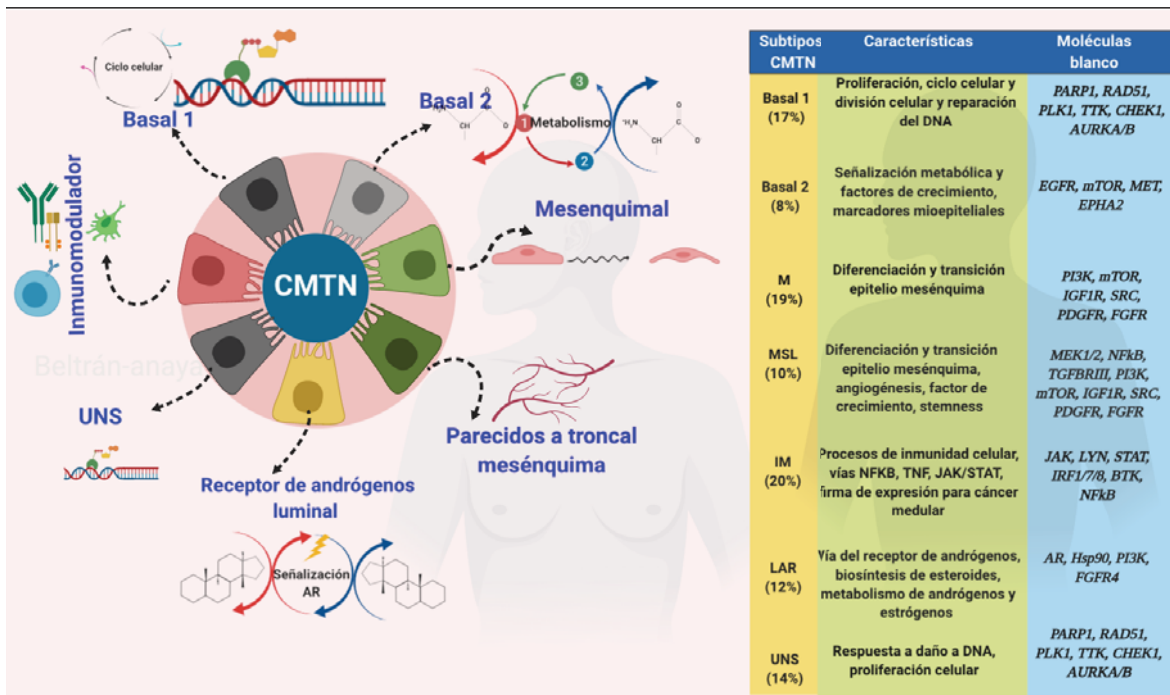 Ciclo celular
Basal 1
Basal 2
H₂N
CH
C
O
O⁻
1
Metabolismo
2
3
H₂N
CH
C
O
O⁻
Inmunomodulador
Mesenquimal
CMTN
Beltrán-anaya
UNS
Parecidos a troncal
mesénquima
Receptor de andrógenos
luminal
Señalización
AR
Subtipos Características Moléculas
CMTN blanco
Basal 1
(17%)
Proliferación, ciclo celular y
división celular y reparación
del DNA
PARP1, RAD51,
PLK1, TTK, CHEK1,
AURKA/B
Basal 2
(8%)
Señalización metabólica y
factores de crecimiento,
marcadores mioepiteliales
EGFR, mTOR, MET,
EPHA2
M
(19%)
Diferenciación y transición
epitelio mesénquima
PI3K, mTOR,
IGF1R, SRC,
PDGFR, FGFR
MSL
(10%)
Diferenciación y transición
epitelio mesénquima,
angiogénesis, factor de
crecimiento, stemness
MEK1/2, NFkB,
TGFBRIII, PI3K,
mTOR, IGF1R, SRC,
PDGFR, FGFR
IM
(20%)
Procesos de inmunidad celular,
vías NFKB, TNF, JAK/STAT,
firma de expresión para cáncer
medular
JAK, LYN, STAT,
IRF1/7/8, BTK,
NFkB
LAR
(12%)
Vía del receptor de andrógenos,
biosíntesis de esteroides,
metabolismo de andrógenos y
estrógenos
AR, Hsp90, PI3K,
FGFR4
UNS
(14%)
Respuesta a daño a DNA,
proliferación celular
PARP1, RAD51,
PLK1, TTK, CHEK1,
AURKA/B